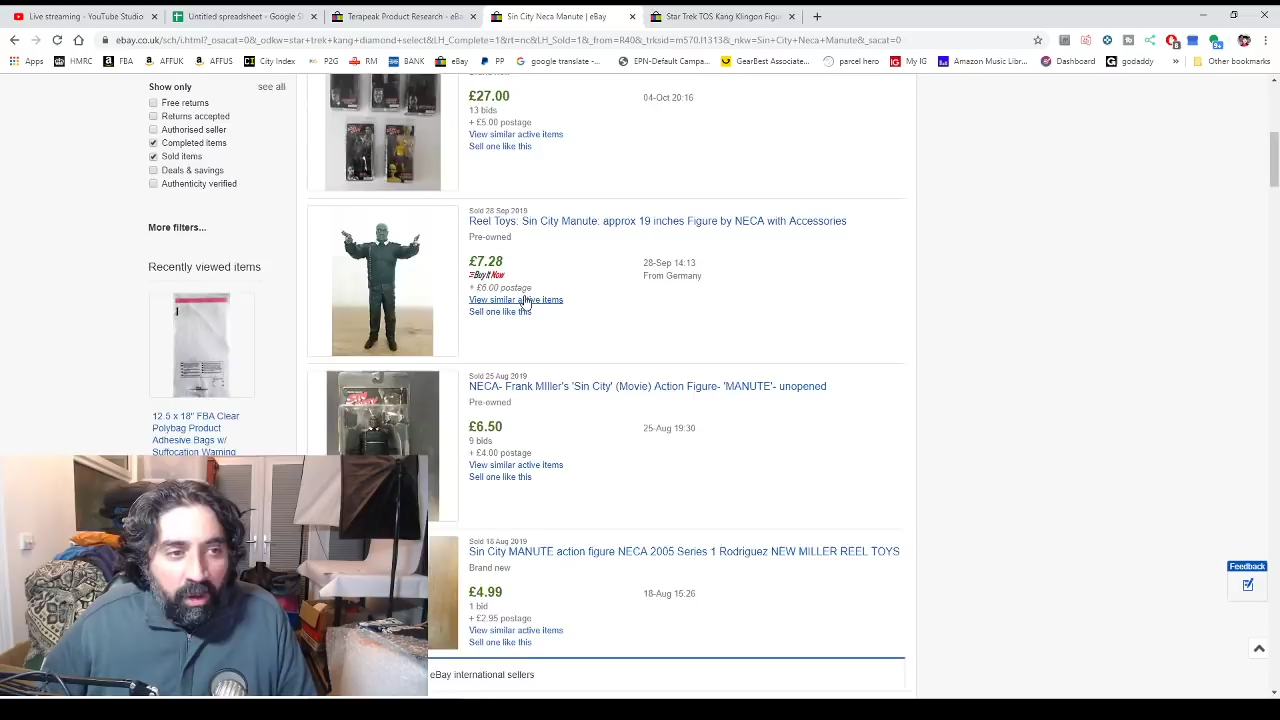 Live streaming - YouTube Studio
Untitled spreadsheet - Google S
Terapeak Product Research - eBa
Sin City Neca Manute | eBay
Star Trek TOS Kang Klingon Figu
ebay.co.uk/sch/i.html?_osacat=0&_odkw=star+trek+kang+diamond+select&LH_Complete=1&rt=nc&LH_Sold=1&_from=R40&_trksid=m570.l1313&_nkw=Sin+City+Neca+Manute&_sacat=0
Apps HMRC FBA AFFUK AFFUS City Index P2G RM BANK eBay PP google translate -... EPN-Default Campa... GearBest Associate... parcel hero My IG Amazon Music Libr... Dashboard godaddy » Other bookmarks
Show only see all
Free returns
Returns accepted
Authorised seller
Completed items
Sold items
Deals & savings
Authenticity verified
More filters...
Recently viewed items
12.5 x 18" FBA Clear
Polybag Product
Adhesive Bags w/
Suffocation Warning
£27.00 04-Oct 20:16
13 bids
+ £5.00 postage
View similar active items
Sell one like this
Sold 28 Sep 2019
Reel Toys: Sin City Manute: approx 19 inches Figure by NECA with Accessories
Pre-owned
£7.28 28-Sep 14:13
Buy It Now From Germany
+ £6.00 postage
View similar active items
Sell one like this
Sold 25 Aug 2019
NECA- Frank MIller's 'Sin City' (Movie) Action Figure- 'MANUTE'- unopened
Pre-owned
£6.50 25-Aug 19:30
9 bids
+ £4.00 postage
View similar active items
Sell one like this
Sold 18 Aug 2019
Sin City MANUTE action figure NECA 2005 Series 1 Rodriguez NEW MILLER REEL TOYS
Brand new
£4.99 18-Aug 15:26
1 bid
+ £2.95 postage
View similar active items
Sell one like this
eBay international sellers
Feedback